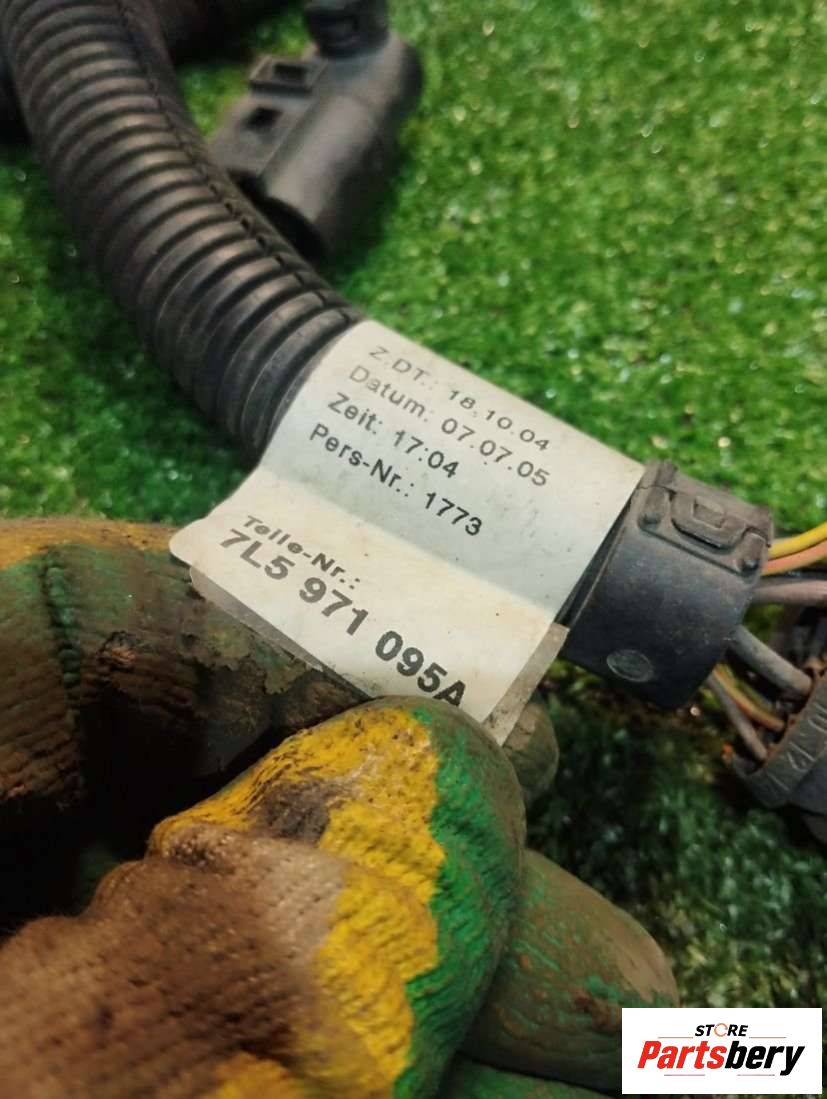 Z.DT.: 18.10.04
Datum: 07.07.05
Zeit: 17:04
Pers-Nr.: 1773
Teile-Nr.:
7L5 971 095A
STORE
Partsbery